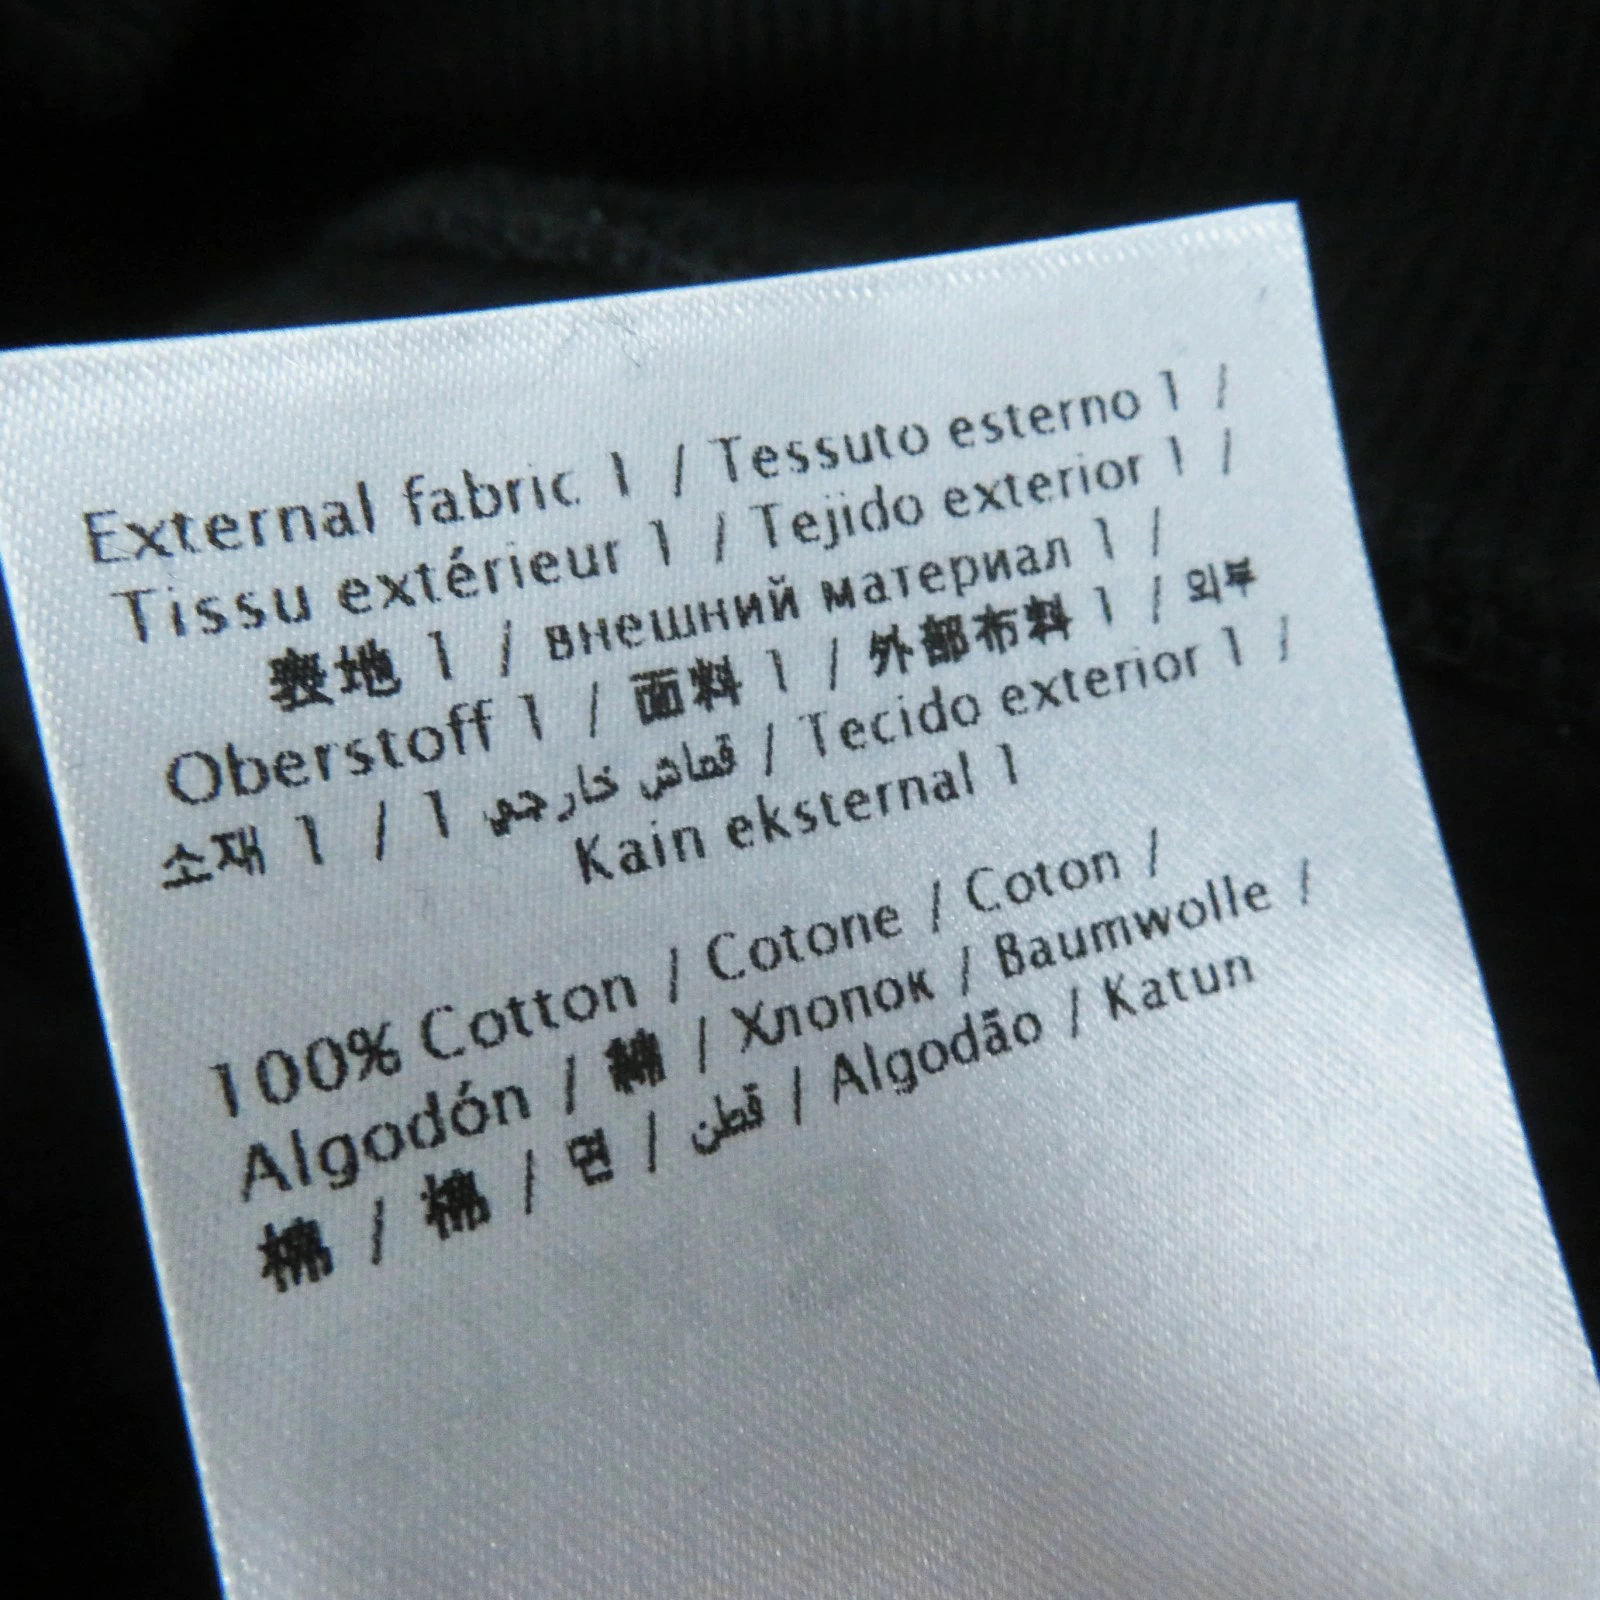 External fabric 1 / Tessuto esterno 1 /
Tissu extérieur 1 / Tejido exterior 1 /
表地 1 / внешний материал 1 /
Oberstoff 1 / 面料 1 / 外部布料 1 / 외부
소재 1 / 1 قماش خارجي / Tecido exterior 1 /
Kain eksternal 1
100% Cotton / Cotone / Coton /
Algodón / 綿 / Хлопок / Baumwolle /
棉 / 棉 / 면 / قطن / Algodão / Katun